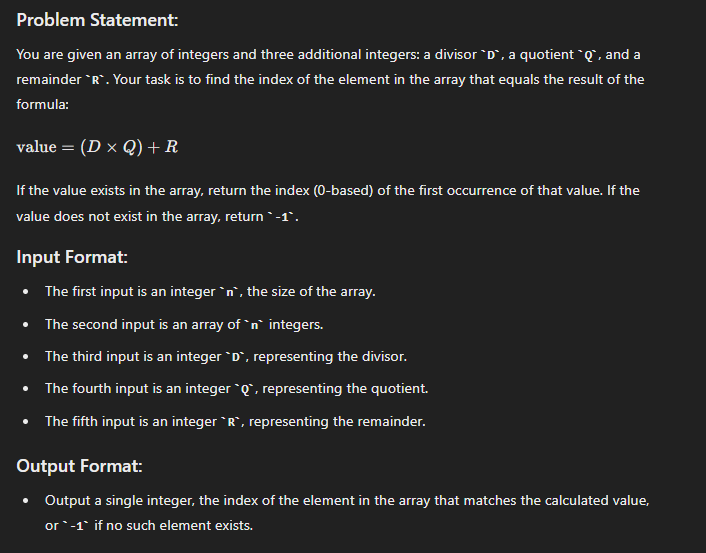 Problem Statement:
You are given an array of integers and three additional integers: a divisor `D`, a quotient `Q`, and a
remainder `R`. Your task is to find the index of the element in the array that equals the result of the
formula:
value = (D × Q) + R
If the value exists in the array, return the index (0-based) of the first occurrence of that value. If the
value does not exist in the array, return `-1`.
Input Format:
• The first input is an integer `n`, the size of the array.
• The second input is an array of `n` integers.
• The third input is an integer `D`, representing the divisor.
• The fourth input is an integer `Q`, representing the quotient.
• The fifth input is an integer `R`, representing the remainder.
Output Format:
• Output a single integer, the index of the element in the array that matches the calculated value,
or `-1` if no such element exists.